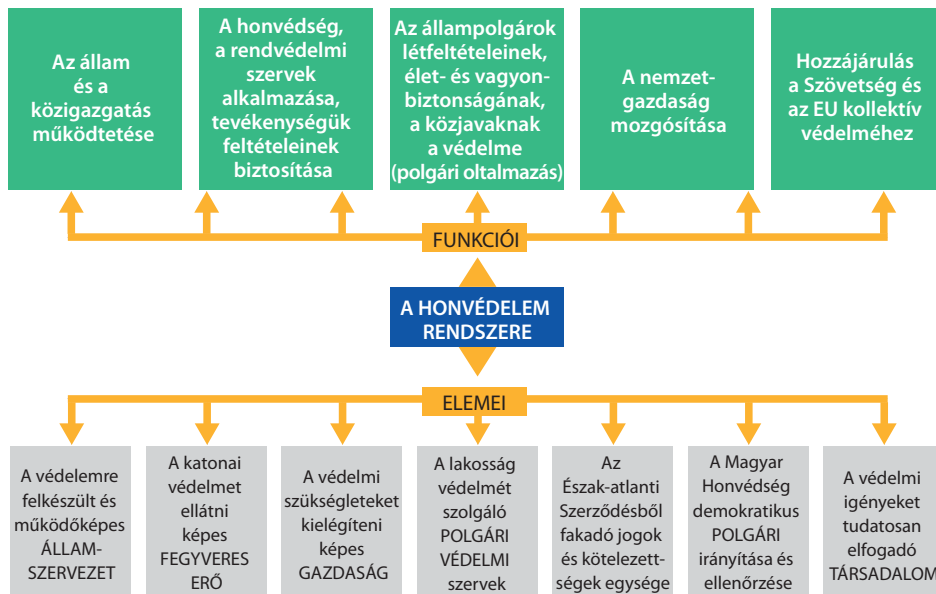 Az állam
és a
közigazgatás
működtetése
A honvédség,
a rendvédelmi
szervek
alkalmazása,
tevékenységük
feltételeinek
biztosítása
Az állampolgárok
létfeltételeinek,
élet- és vagyon-
biztonságának,
a közjavaknak
a védelme
(polgári oltalmazás)
A nemzet-
gazdaság
mozgósítása
Hozzájárulás
a Szövetség és
az EU kollektív
védelméhez
FUNKCIÓI
A HONVÉDELEM
RENDSZERE
ELEMEI
A védelemre
felkészült és
működőképes
ÁLLAM-
SZERVEZET
A katonai
védelmet
ellátni
képes
FEGYVERES
ERŐ
A védelmi
szükségleteket
kielégíteni
képes
GAZDASÁG
A lakosság
védelmét
szolgáló
POLGÁRI
VÉDELMI
szervek
Az
Észak-atlanti
Szerződésből
fakadó jogok
és kötelezett-
ségek egysége
A Magyar
Honvédség
demokratikus
POLGÁRI
irányítása és
ellenőrzése
A védelmi
igényeket
tudatosan
elfogadó
TÁRSADALOM